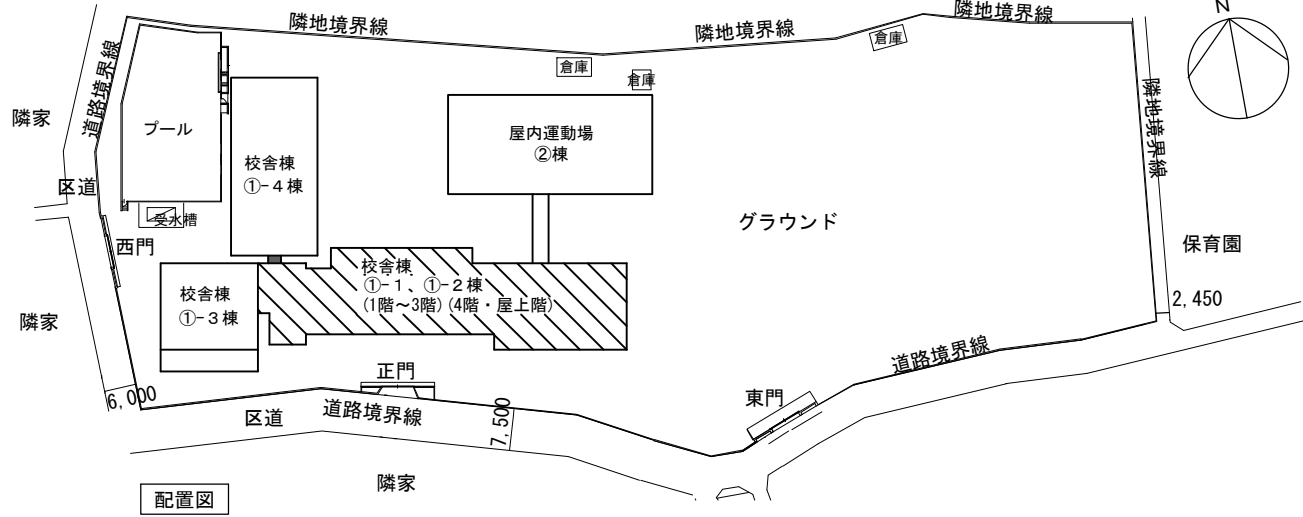 隣地境界線
隣地境界線
隣地境界線
N
倉庫
倉庫
倉庫
道路境界線
隣地境界線
隣家
プール
校舎棟
①-4棟
屋内運動場
②棟
区道
受水槽
グラウンド
西門
保育園
校舎棟
①-3棟
校舎棟
①-1、①-2棟
(1階～3階)(4階・屋上階)
2,450
隣家
道路境界線
正門
東門
6,000
区道
道路境界線
7,500
隣家
配置図